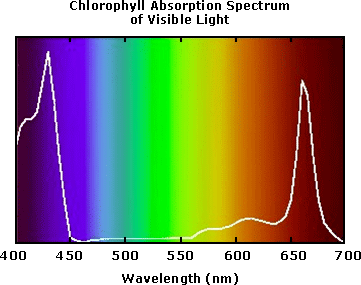 Chlorophyll Absorption Spectrum
of Visible Light
400 450 500 550 600 650 700
Wavelength (nm)